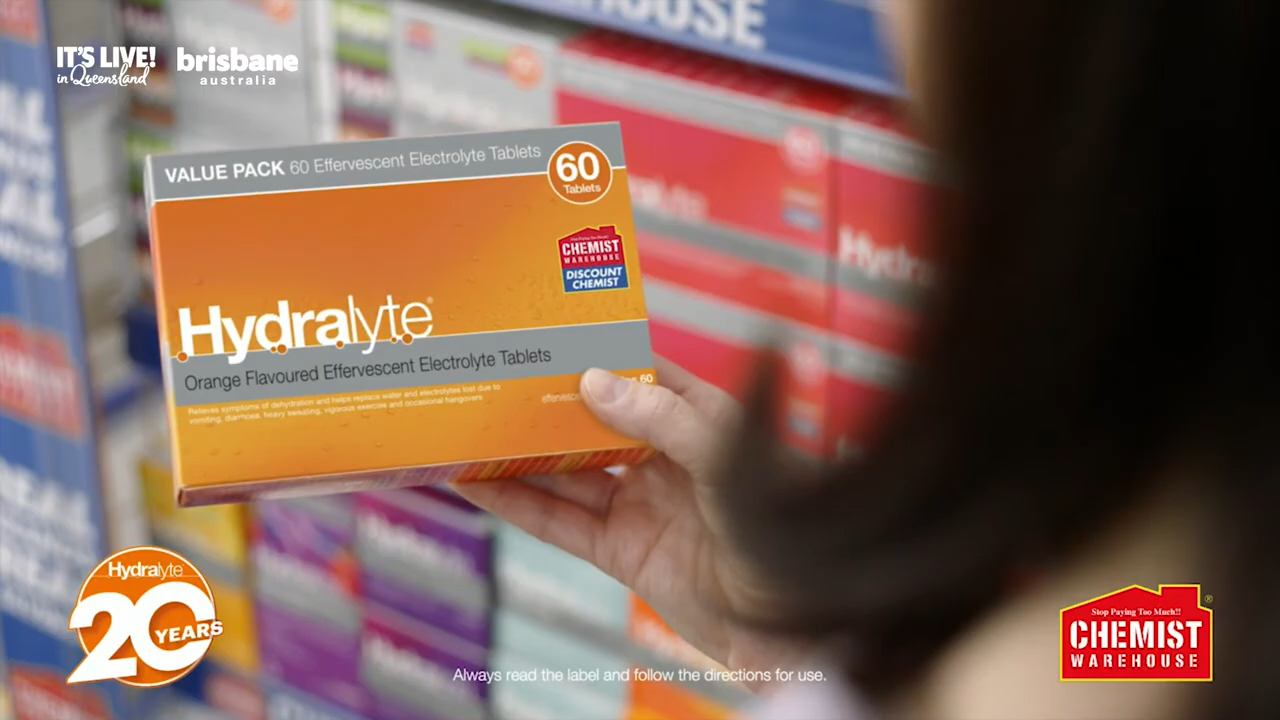 IT'S LIVE!
in Queensland
brisbane
australia
VALUE PACK 60 Effervescent Electrolyte Tablets
60
Tablets
CHEMIST
WAREHOUSE
DISCOUNT
CHEMIST
Hydralyte
Orange Flavoured Effervescent Electrolyte Tablets
Relieves symptoms of dehydration and helps replace water and electrolytes lost due to
vomiting, diarrhoea, heavy sweating, vigorous exercise and occasional hangovers
60
Hydralyte
20
YEARS
Always read the label and follow the directions for use.
Stop Paying Too Much!!
CHEMIST
WAREHOUSE
®